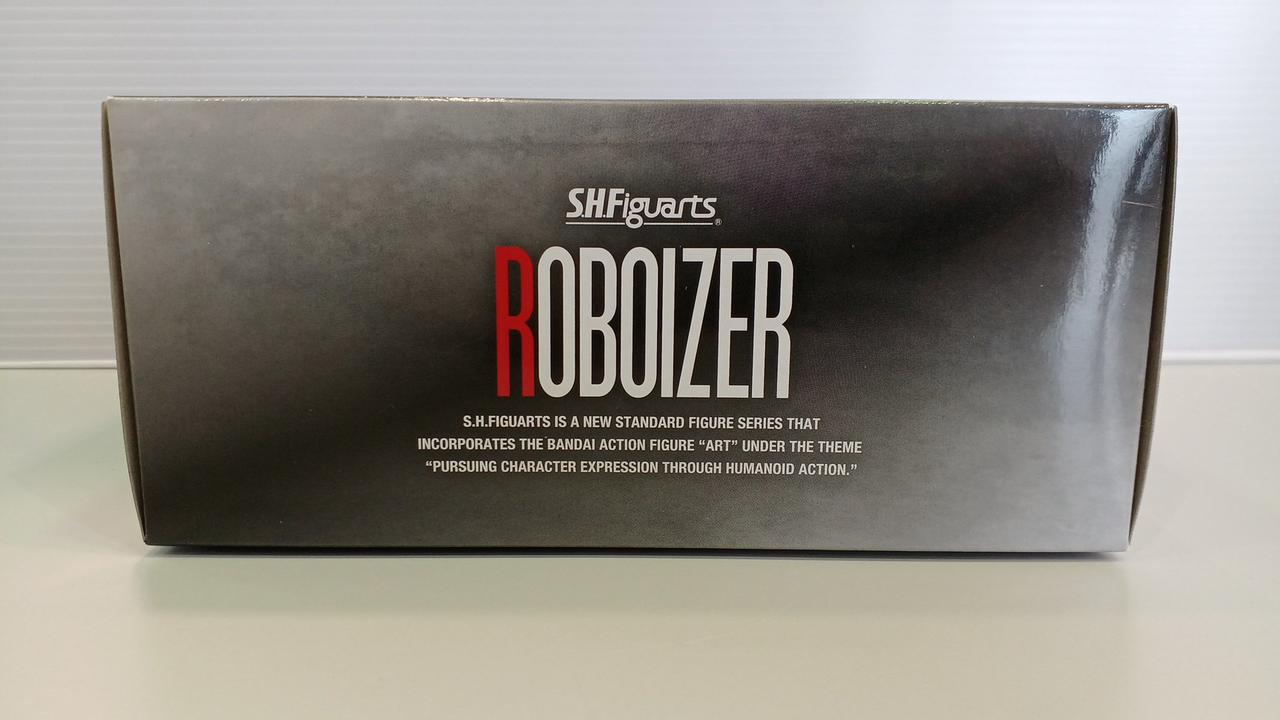 S.H.Figuarts®
ROBOIZER
S.H.FIGUARTS IS A NEW STANDARD FIGURE SERIES THAT
INCORPORATES THE BANDAI ACTION FIGURE “ART” UNDER THE THEME
“PURSUING CHARACTER EXPRESSION THROUGH HUMANOID ACTION.”